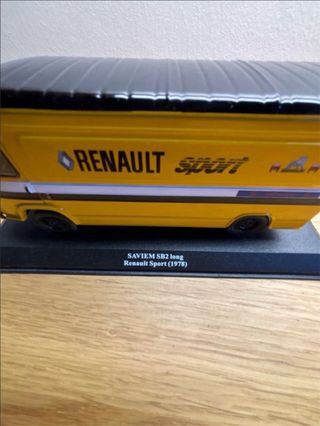 RENAULT sport
SAVIEM SB2 long
Renault Sport (1978)